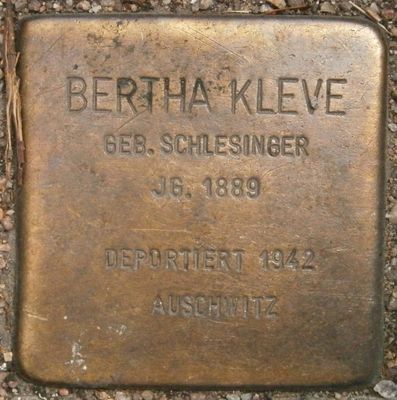 BERTHA KLEVE
GEB. SCHLESINGER
JG. 1889
DEPORTIERT 1942
AUSCHWITZ